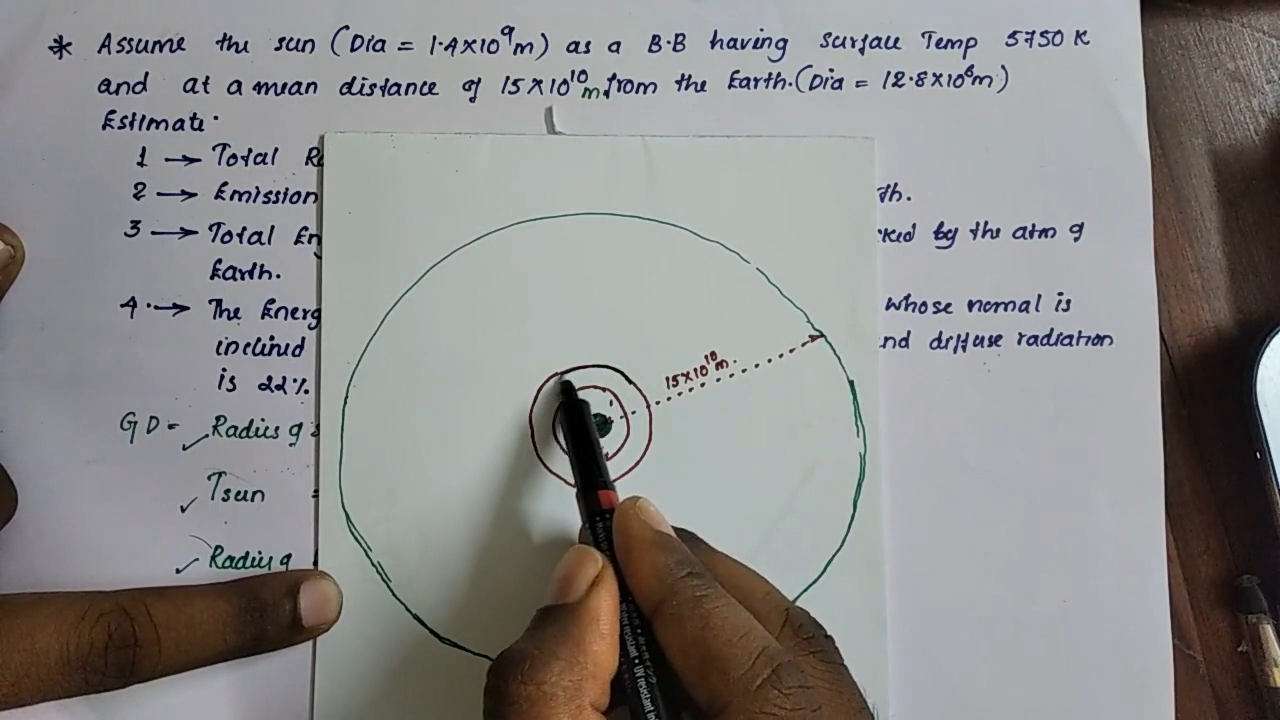 * Assume the sun (Dia = 1.4×10⁹m) as a B.B having surface Temp 5750 K
and at a mean distance of 15×10¹⁰m from the Earth. (Dia = 12.8×10⁶m)
Estimate.
1 → Total R
2 → Emission th.
3 → Total En ked by the atm of
Earth.
4. → The Energ whose normal is
inclined nd diffuse radiation
is 22%.
15×10¹⁰m.
GD = ✓ Radius of s
✓ Tsun =
✓ Radius